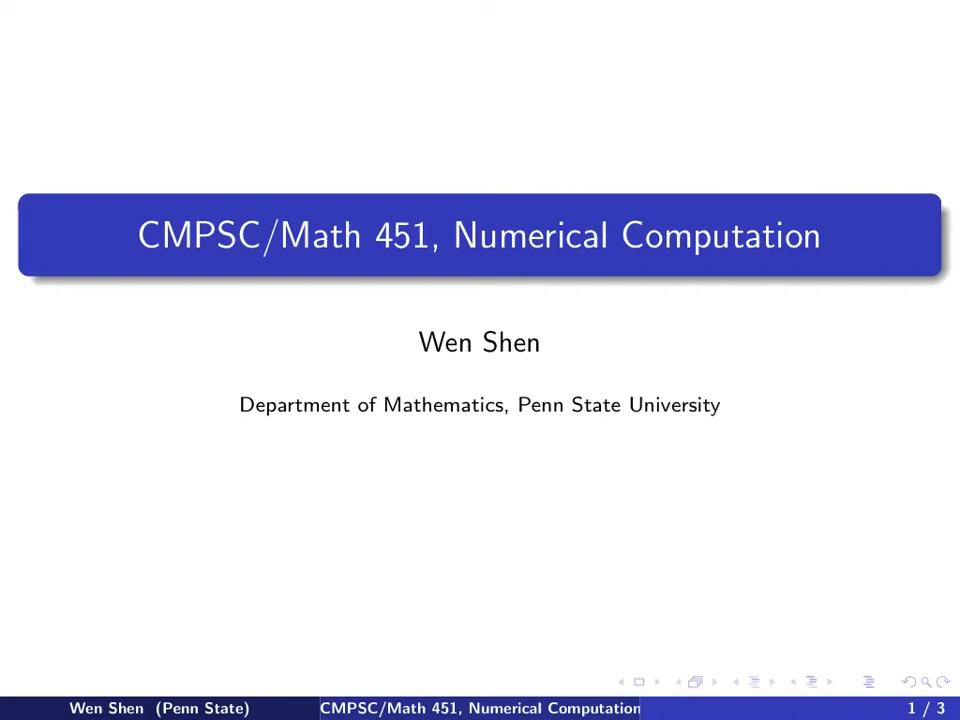 CMPSC/Math 451, Numerical Computation
Wen Shen
Department of Mathematics, Penn State University
Wen Shen (Penn State)
CMPSC/Math 451, Numerical Computation
1 / 3